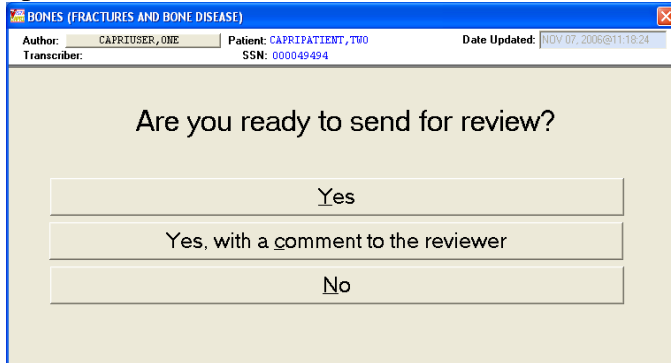 BONES (FRACTURES AND BONE DISEASE)
Author: CAPRIUSER,ONE Patient: CAPRIPATIENT,TWO Date Updated: NOV 07, 2006@11:18:24
Transcriber: SSN: 000049494
Are you ready to send for review?
Yes
Yes, with a comment to the reviewer
No